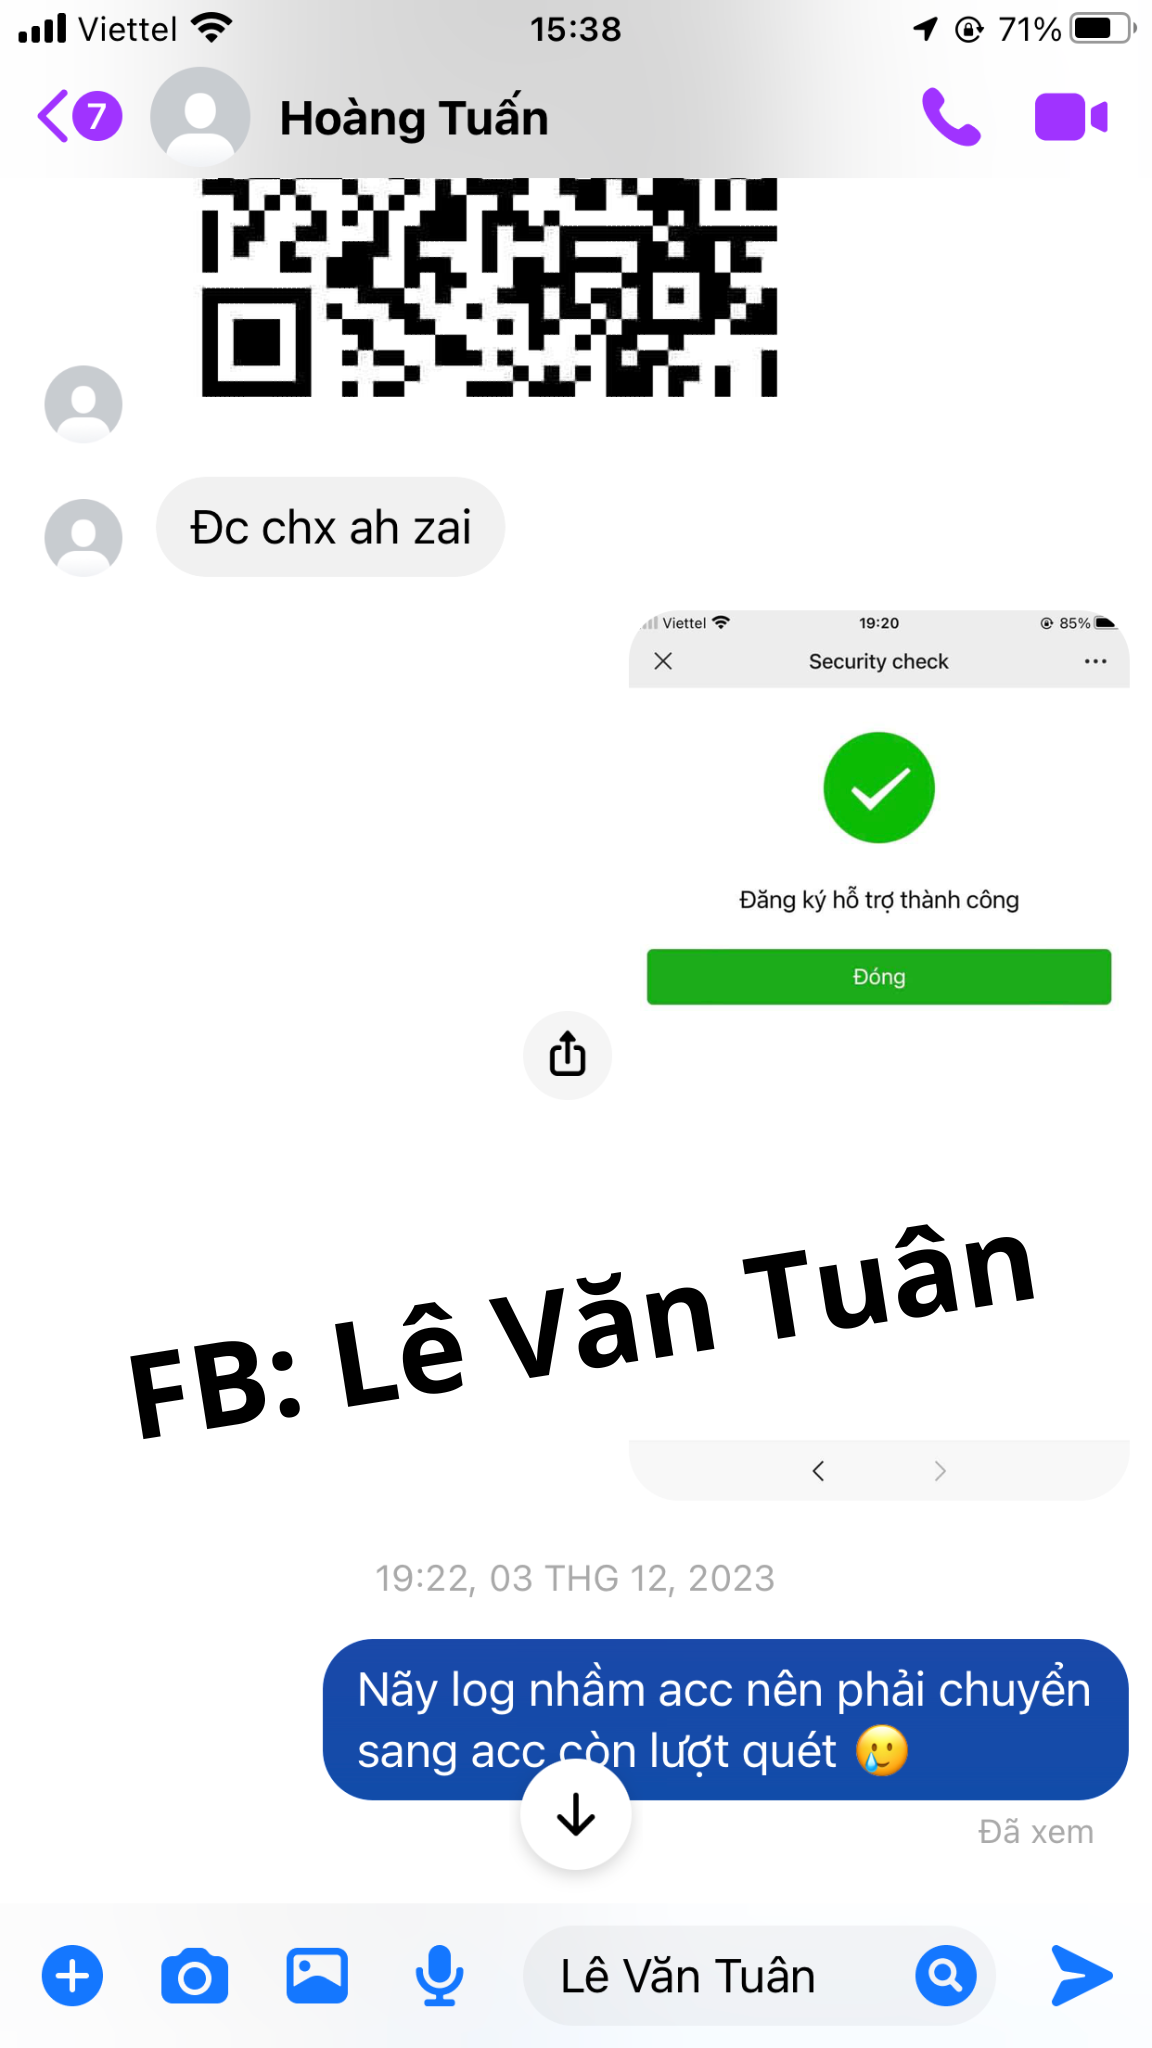 Viettel 15:38 71%
7 Hoàng Tuấn
Đc chx ah zai
Viettel 19:20 85%
Security check
Đăng ký hỗ trợ thành công
Đóng
FB: Lê Văn Tuân
19:22, 03 THG 12, 2023
Nãy log nhầm acc nên phải chuyển
sang acc còn lượt quét 🥲
Đã xem
Lê Văn Tuân